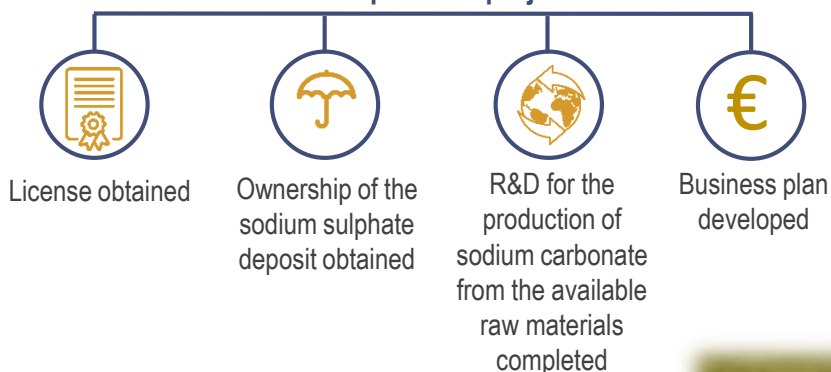 License obtained
Ownership of the
sodium sulphate
deposit obtained
R&D for the
production of
sodium carbonate
from the available
raw materials
completed
€
Business plan
developed